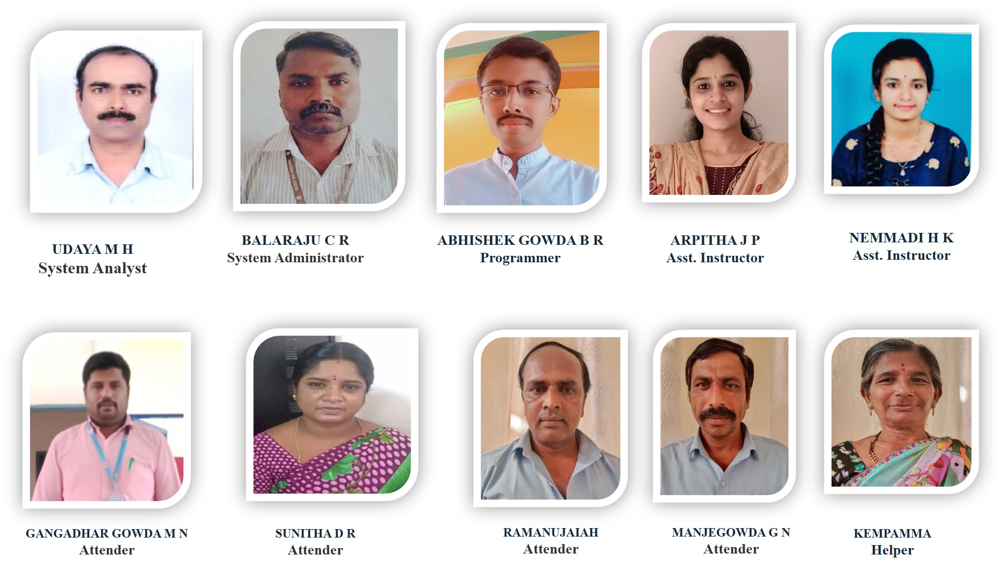 UDAYA M H
System Analyst
BALARAJU C R
System Administrator
ABHISHEK GOWDA B R
Programmer
ARPITHA J P
Asst. Instructor
NEMMADI H K
Asst. Instructor
GANGADHAR GOWDA M N
Attender
SUNITHA D R
Attender
RAMANUJAIAH
Attender
MANJEGOWDA G N
Attender
KEMPAMMA
Helper